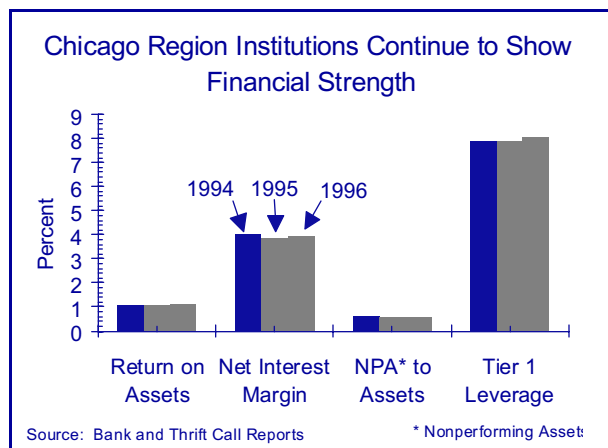 Chicago Region Institutions Continue to Show
Financial Strength
9
8
7
6
5
4
3
2
1
0
Percent
1994 1995 1996
Return on Net Interest NPA* to Tier 1
Assets Margin Assets Leverage
Source: Bank and Thrift Call Reports * Nonperforming Assets